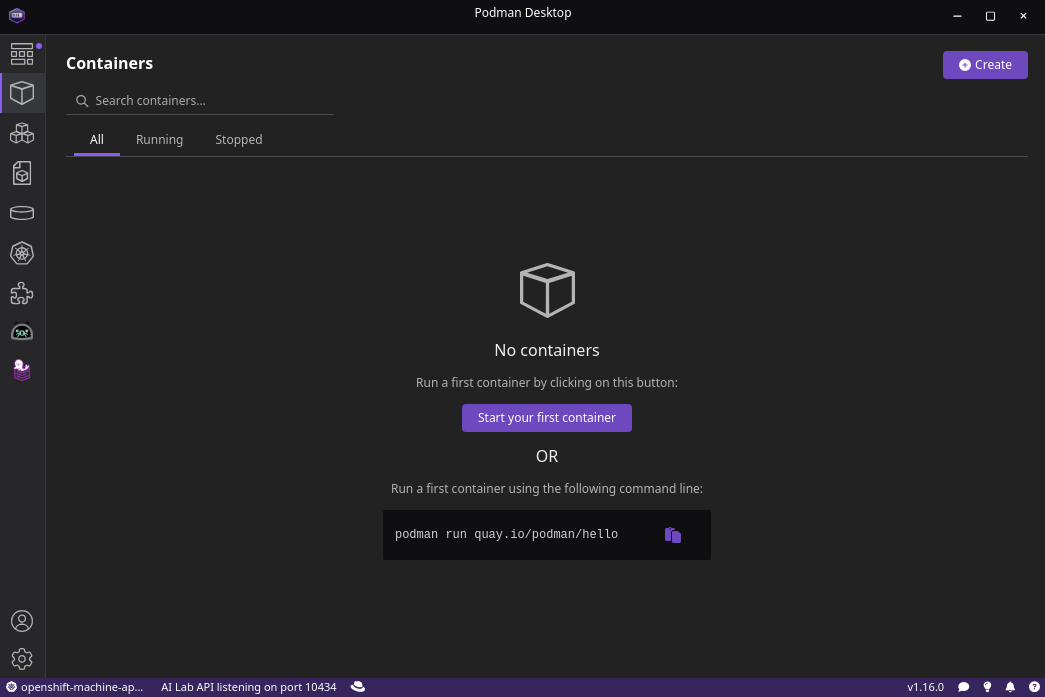 Podman Desktop
Containers
Create
Search containers...
All
Running
Stopped
No containers
Run a first container by clicking on this button:
Start your first container
OR
Run a first container using the following command line:
podman run quay.io/podman/hello
openshift-machine-ap...
AI Lab API listening on port 10434
v1.16.0